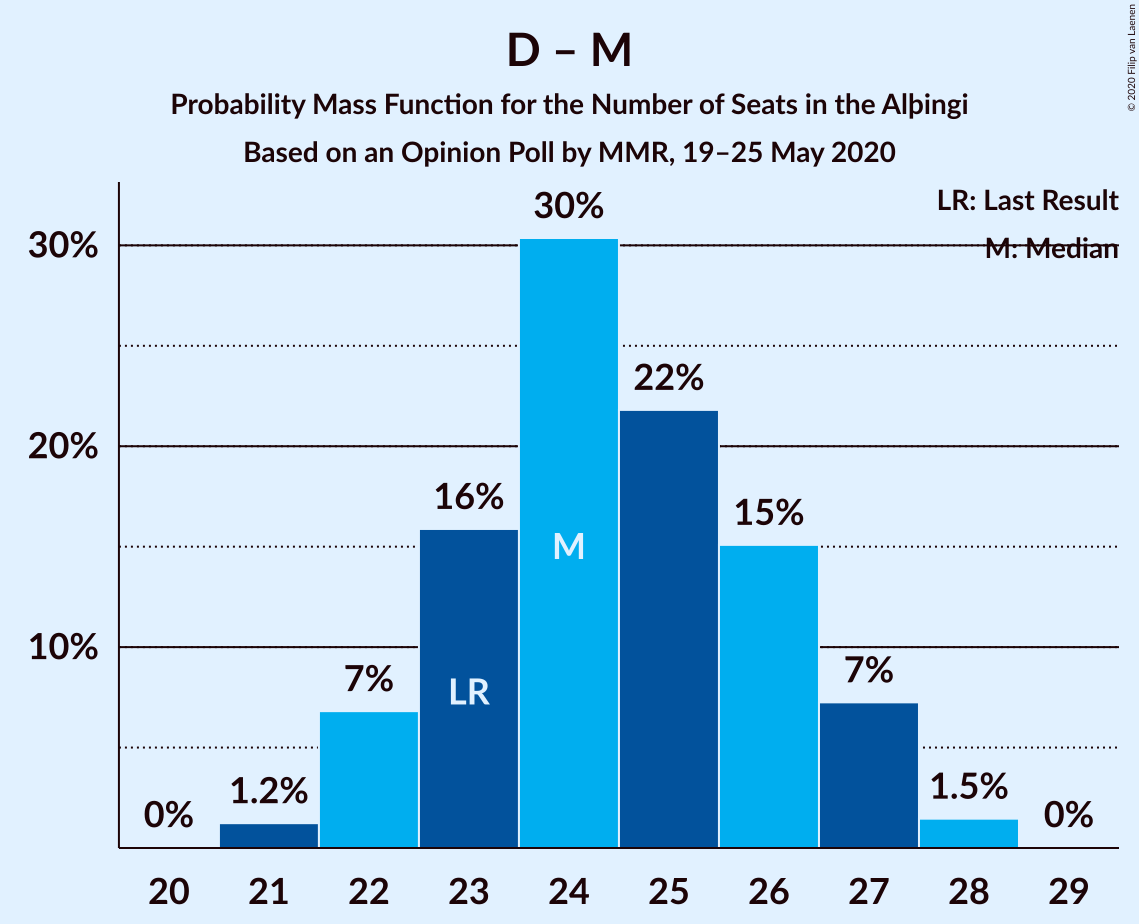 D – M
Probability Mass Function for the Number of Seats in the Alþingi
Based on an Opinion Poll by MMR, 19–25 May 2020
© 2020 Filip van Laenen
LR: Last Result
M: Median
30%
20%
10%
0%
1.2%
7%
16%
30%
22%
15%
7%
1.5%
0%
LR
M
20 21 22 23 24 25 26 27 28 29